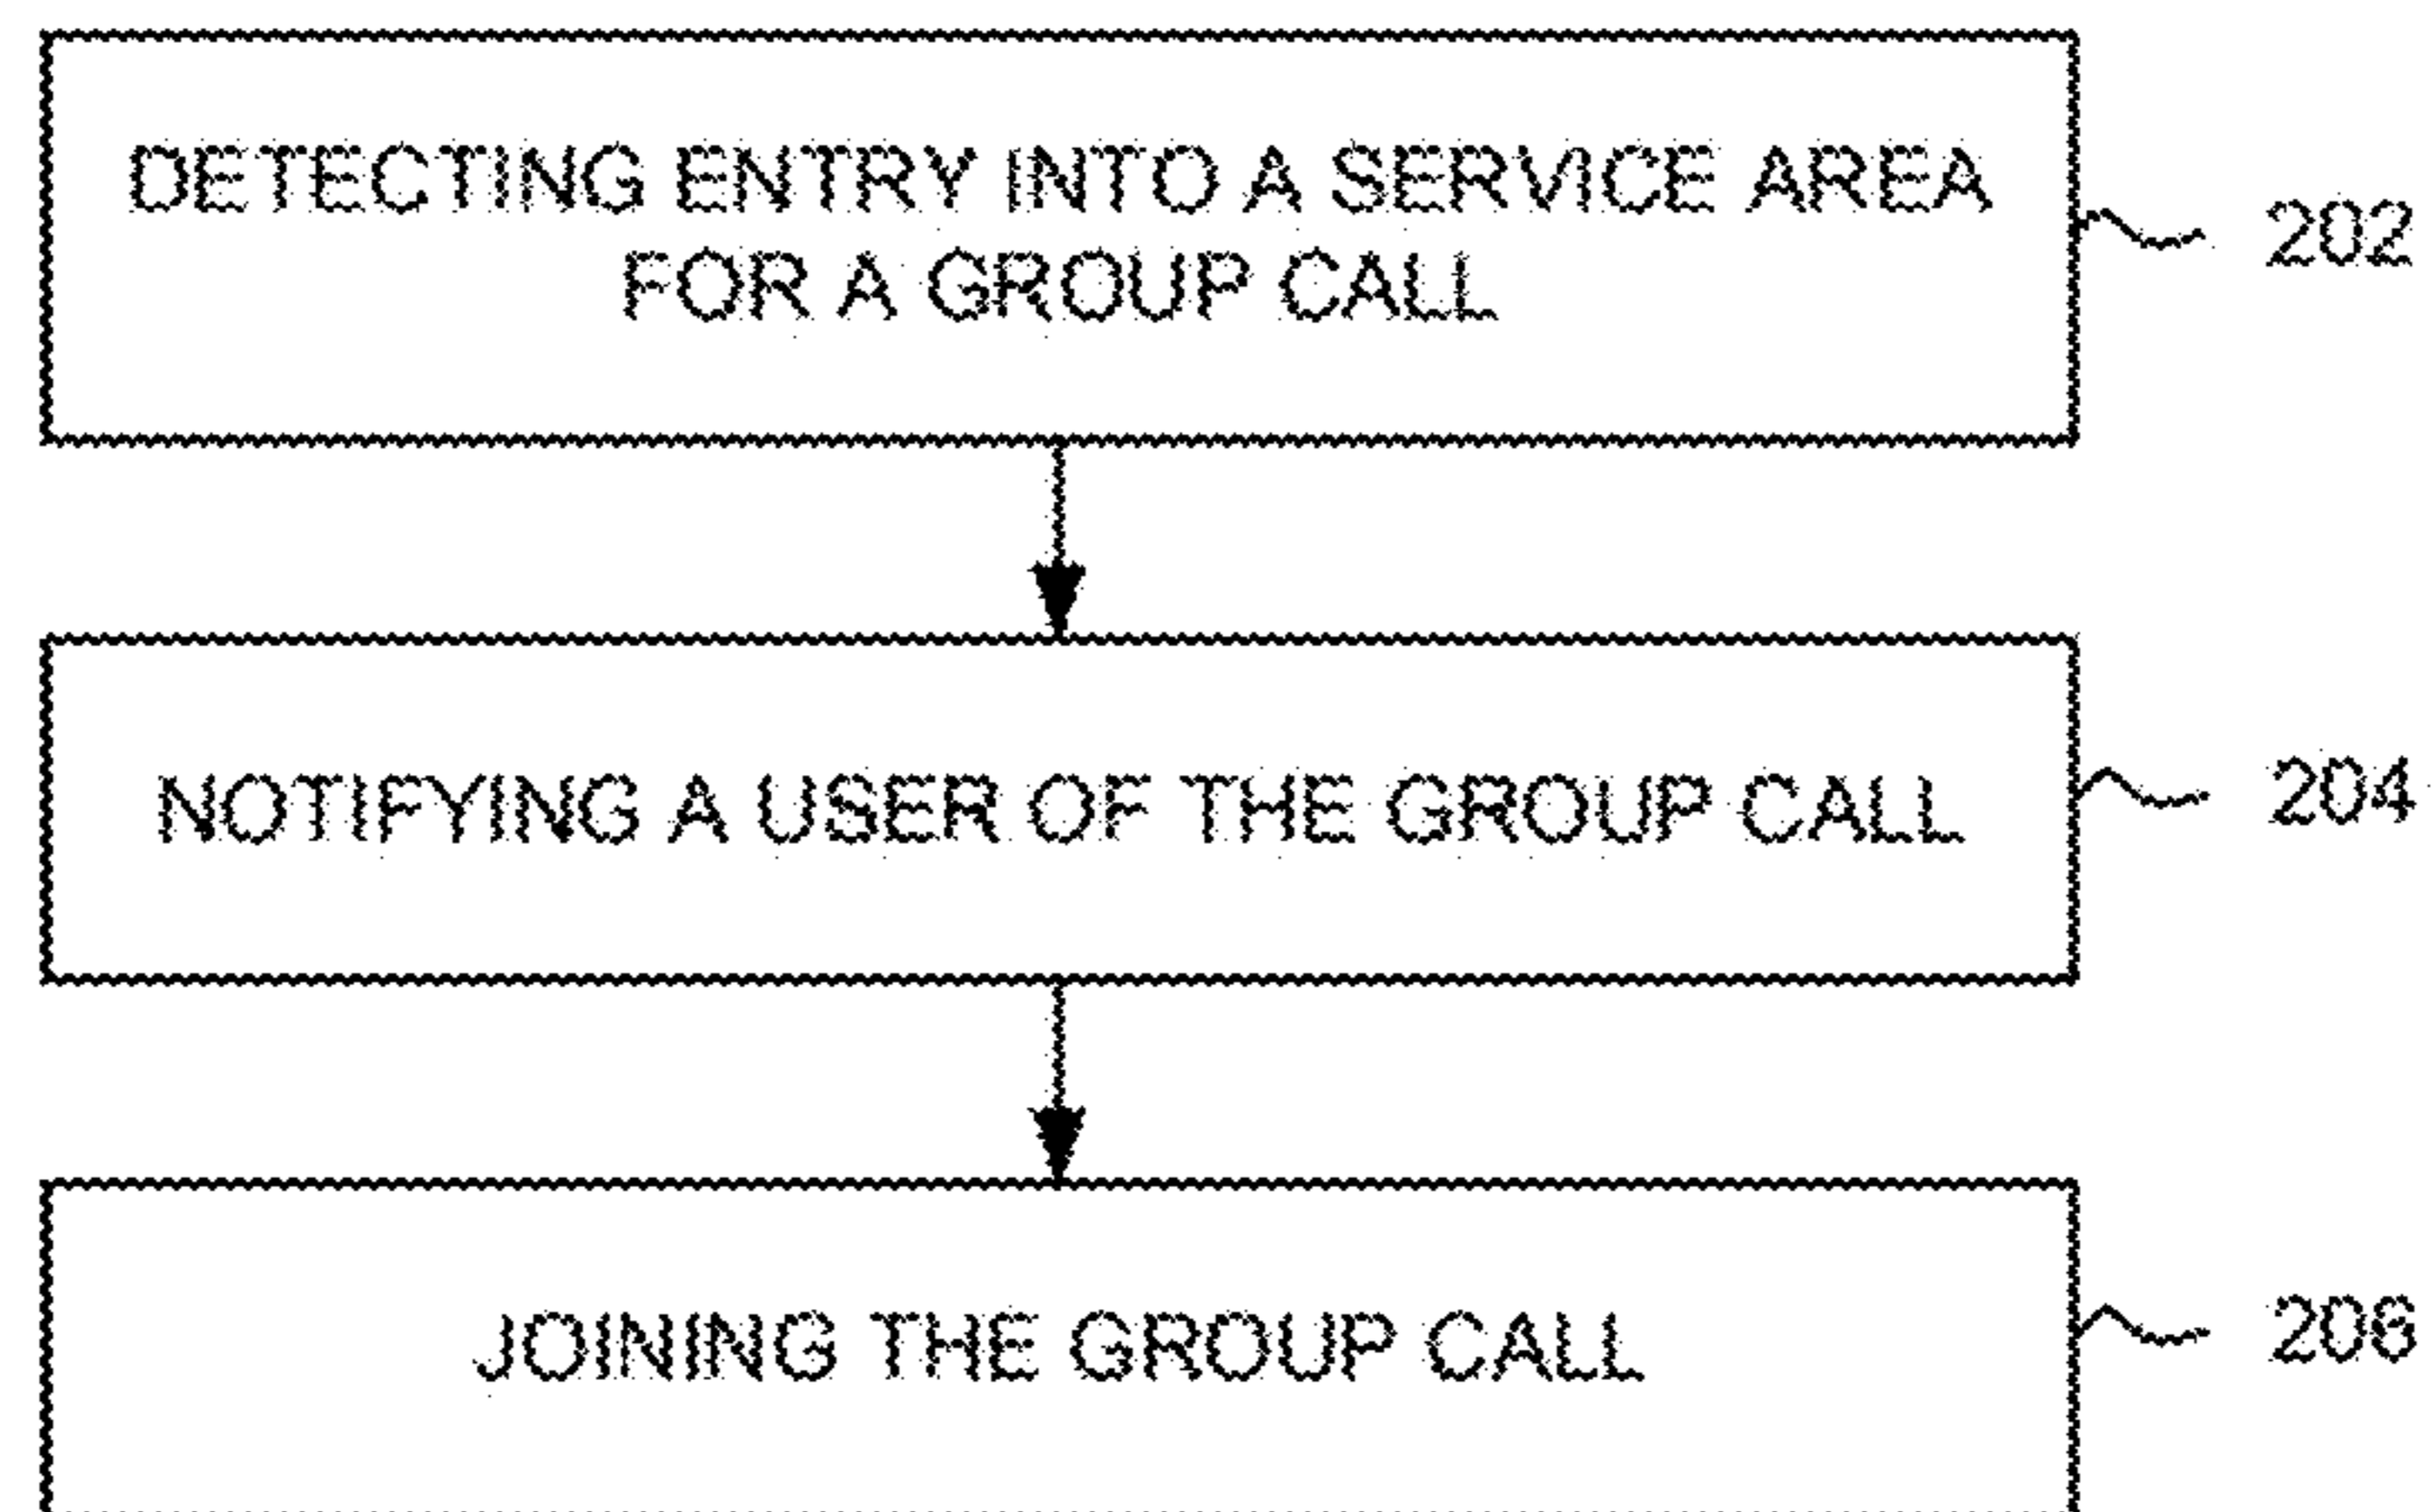 DETECTING ENTRY INTO A SERVICE AREA
FOR A GROUP CALL
202
NOTIFYING A USER OF THE GROUP CALL
204
JOINING THE GROUP CALL
206